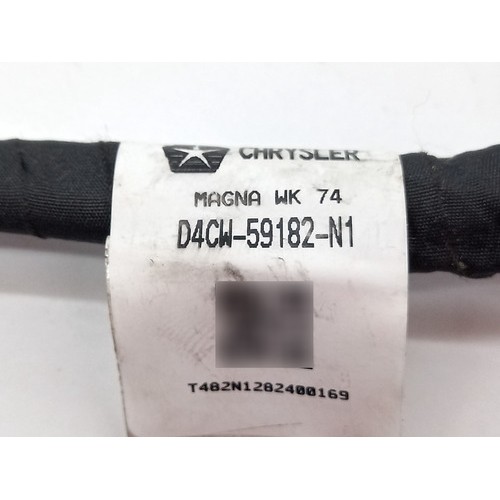 CHRYSLER
MAGNA WK 74
D4CW-59182-N1
T482N1282400169